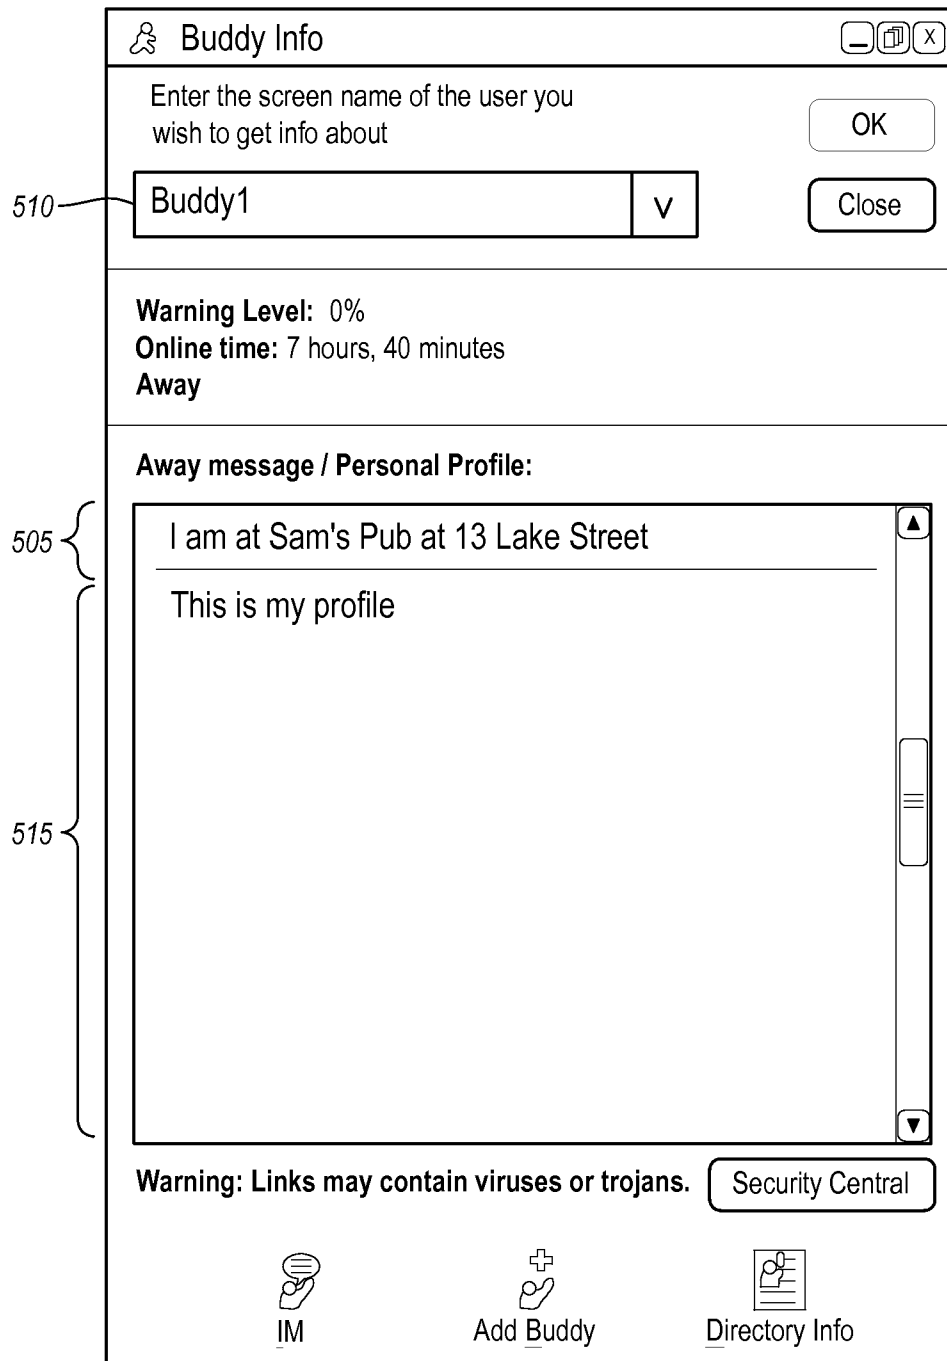 Buddy Info
X
Enter the screen name of the user you
wish to get info about
OK
510
Buddy1
V
Close
Warning Level: 0%
Online time: 7 hours, 40 minutes
Away
Away message / Personal Profile:
505
I am at Sam's Pub at 13 Lake Street
This is my profile
515
Warning: Links may contain viruses or trojans.
Security Central
IM
Add Buddy
Directory Info